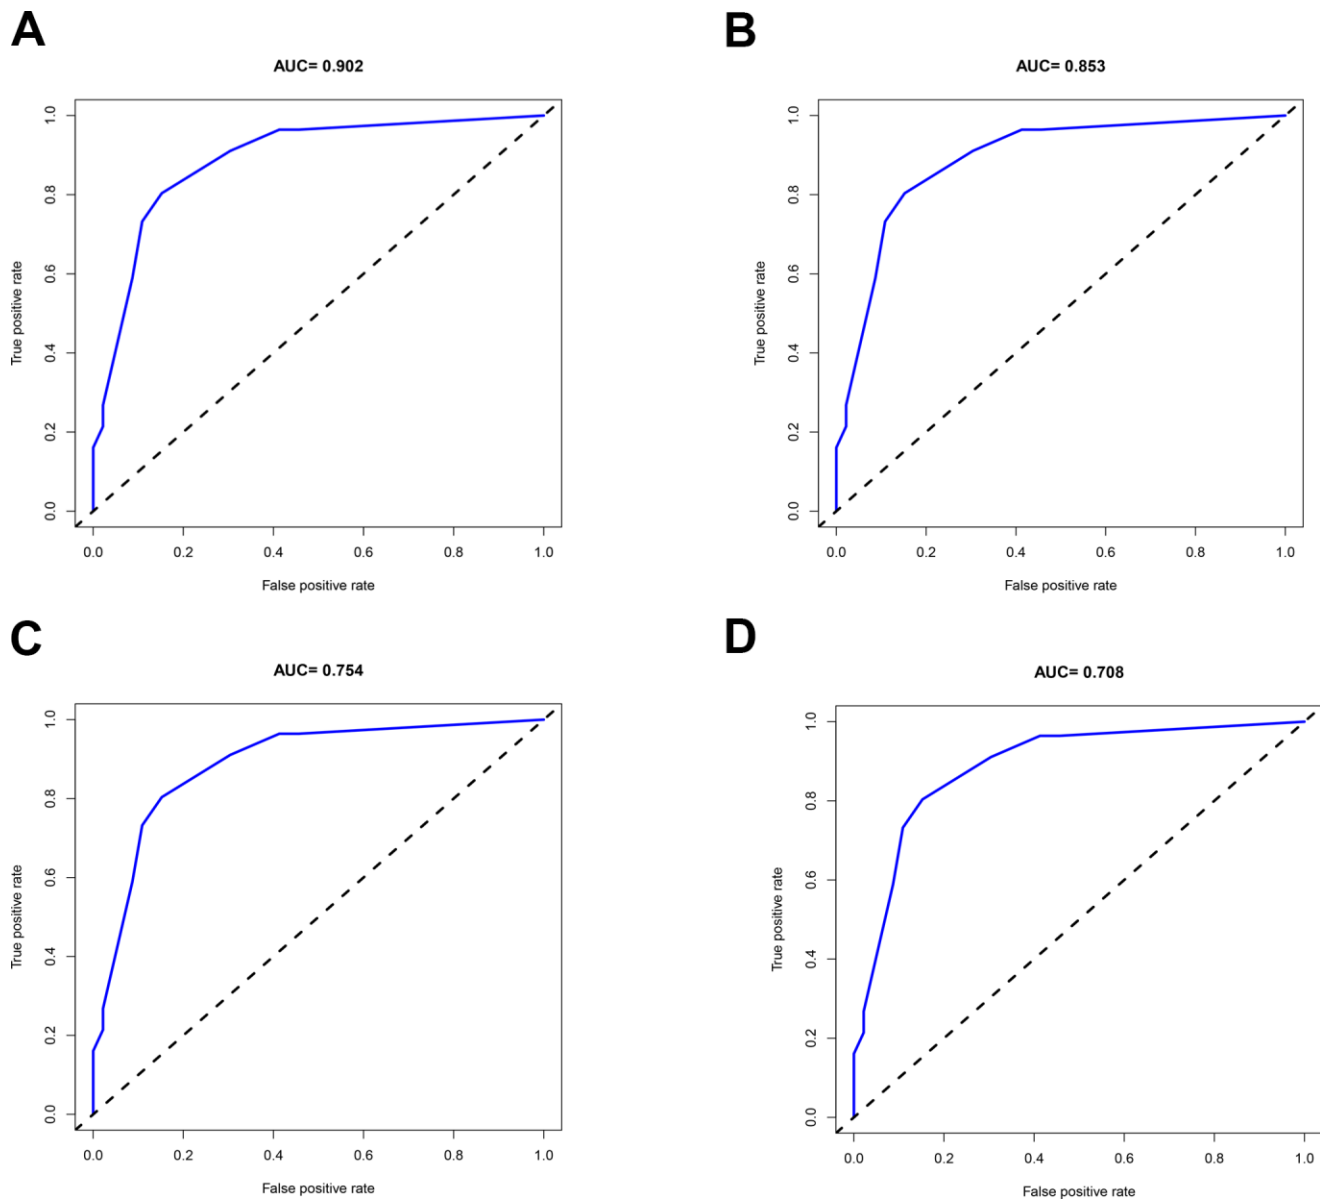 A
AUC= 0.902
True positive rate
1.0
0.8
0.6
0.4
0.2
0.0
0.0 0.2 0.4 0.6 0.8 1.0
False positive rate
B
AUC= 0.853
True positive rate
1.0
0.8
0.6
0.4
0.2
0.0
0.0 0.2 0.4 0.6 0.8 1.0
False positive rate
C
AUC= 0.754
True positive rate
1.0
0.8
0.6
0.4
0.2
0.0
0.0 0.2 0.4 0.6 0.8 1.0
False positive rate
D
AUC= 0.708
True positive rate
1.0
0.8
0.6
0.4
0.2
0.0
0.0 0.2 0.4 0.6 0.8 1.0
False positive rate